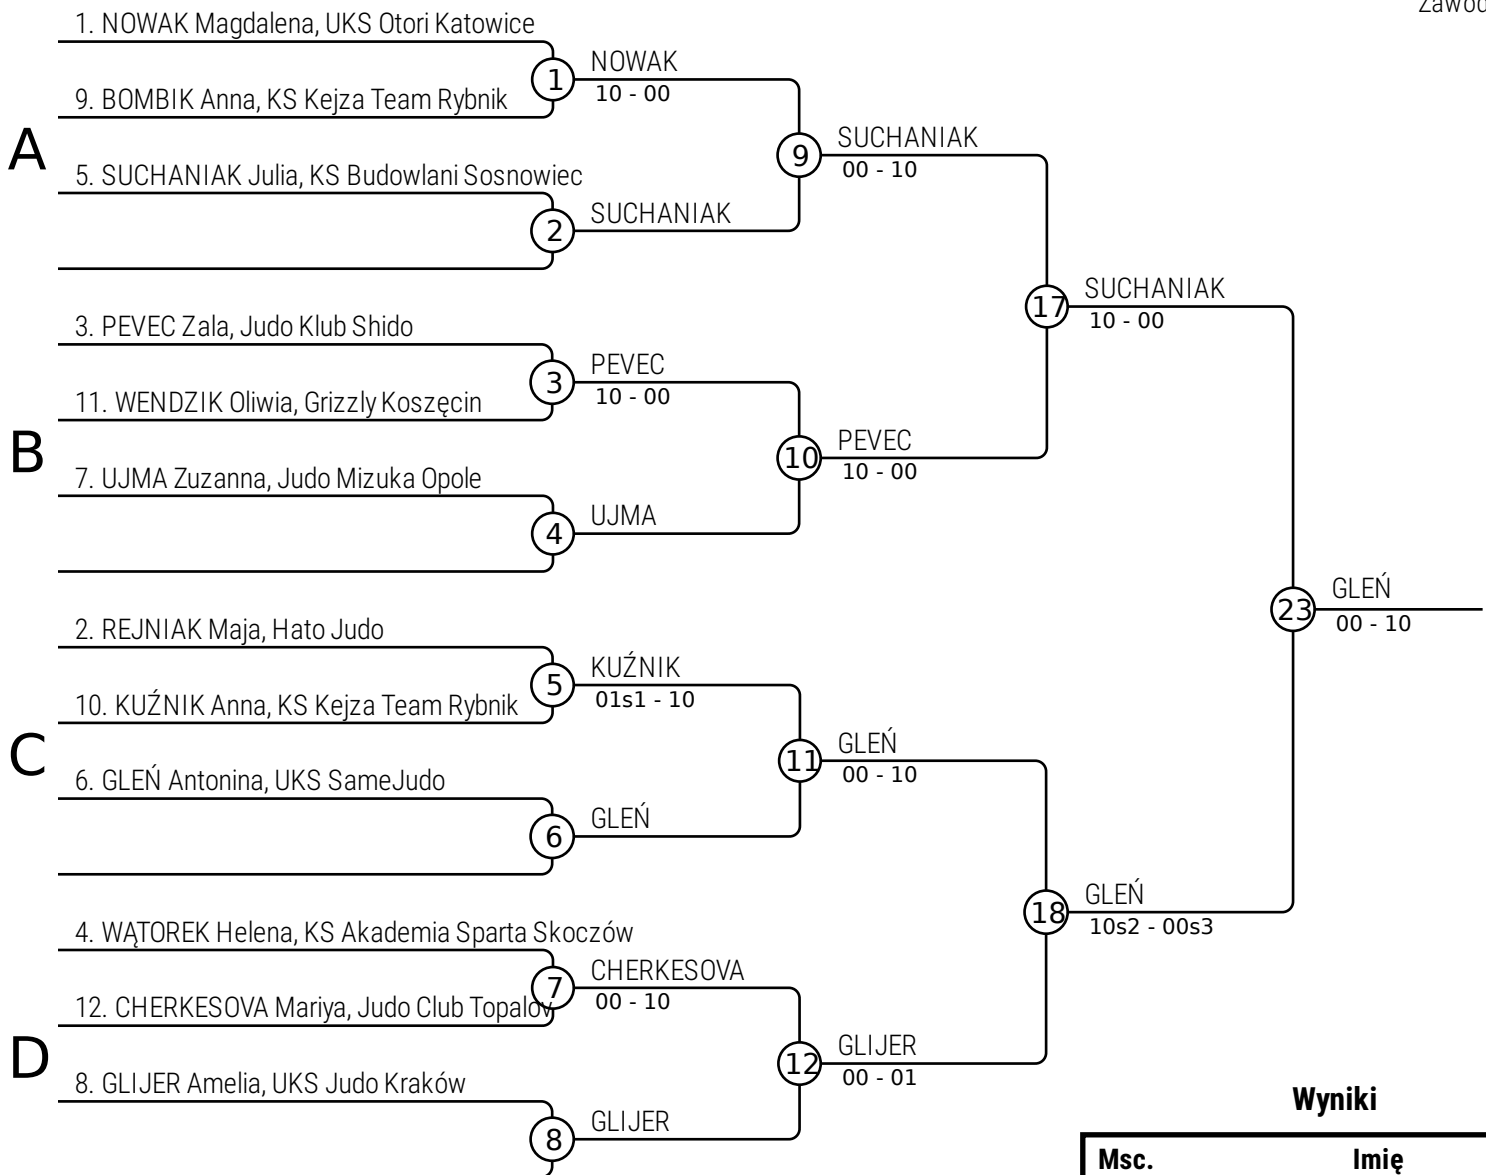 1. NOWAK Magdalena, UKS Otori Katowice
9. BOMBIK Anna, KS Kejza Team Rybnik
A
5. SUCHANIAK Julia, KS Budowlani Sosnowiec
3. PEVEC Zala, Judo Klub Shido
11. WENDZIK Oliwia, Grizzly Koszęcin
B
7. UJMA Zuzanna, Judo Mizuka Opole
2. REJNIAK Maja, Hato Judo
10. KUŹNIK Anna, KS Kejza Team Rybnik
C
6. GLEŃ Antonina, UKS SameJudo
4. WĄTOREK Helena, KS Akademia Sparta Skoczów
12. CHERKESOVA Mariya, Judo Club Topalov
D
8. GLIJER Amelia, UKS Judo Kraków
1
NOWAK
10 - 00
2
SUCHANIAK
3
PEVEC
10 - 00
4
UJMA
5
KUŹNIK
01s1 - 10
6
GLEŃ
7
CHERKESOVA
00 - 10
8
GLIJER
9
SUCHANIAK
00 - 10
10
PEVEC
10 - 00
11
GLEŃ
00 - 10
12
GLIJER
00 - 01
17
SUCHANIAK
10 - 00
18
GLEŃ
10s2 - 00s3
23
GLEŃ
00 - 10
Wyniki
Msc. Imię